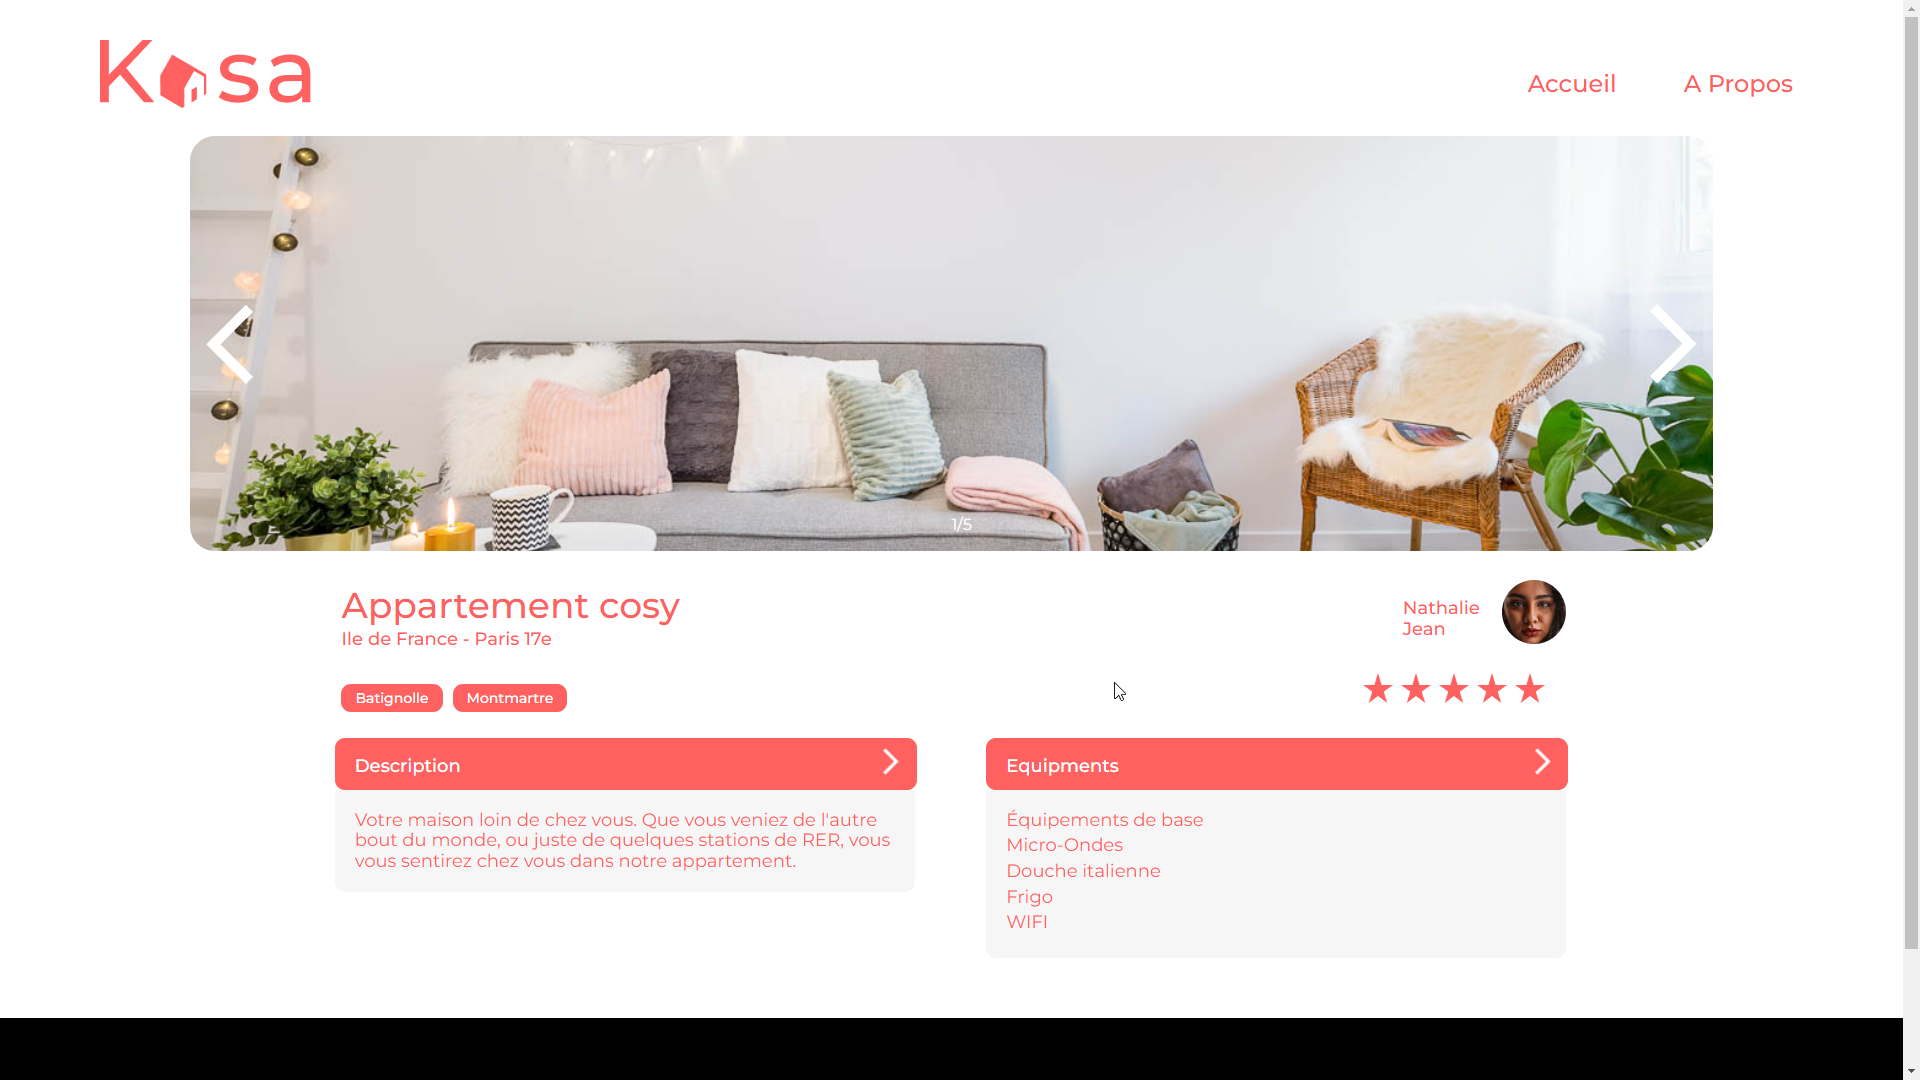 Kasa
Accueil
A Propos
1/5
Appartement cosy
Ile de France - Paris 17e
Nathalie
Jean
Batignolle
Montmartre
Description
Votre maison loin de chez vous. Que vous veniez de l'autre
bout du monde, ou juste de quelques stations de RER, vous
vous sentirez chez vous dans notre appartement.
Equipments
Équipements de base
Micro-Ondes
Douche italienne
Frigo
WIFI